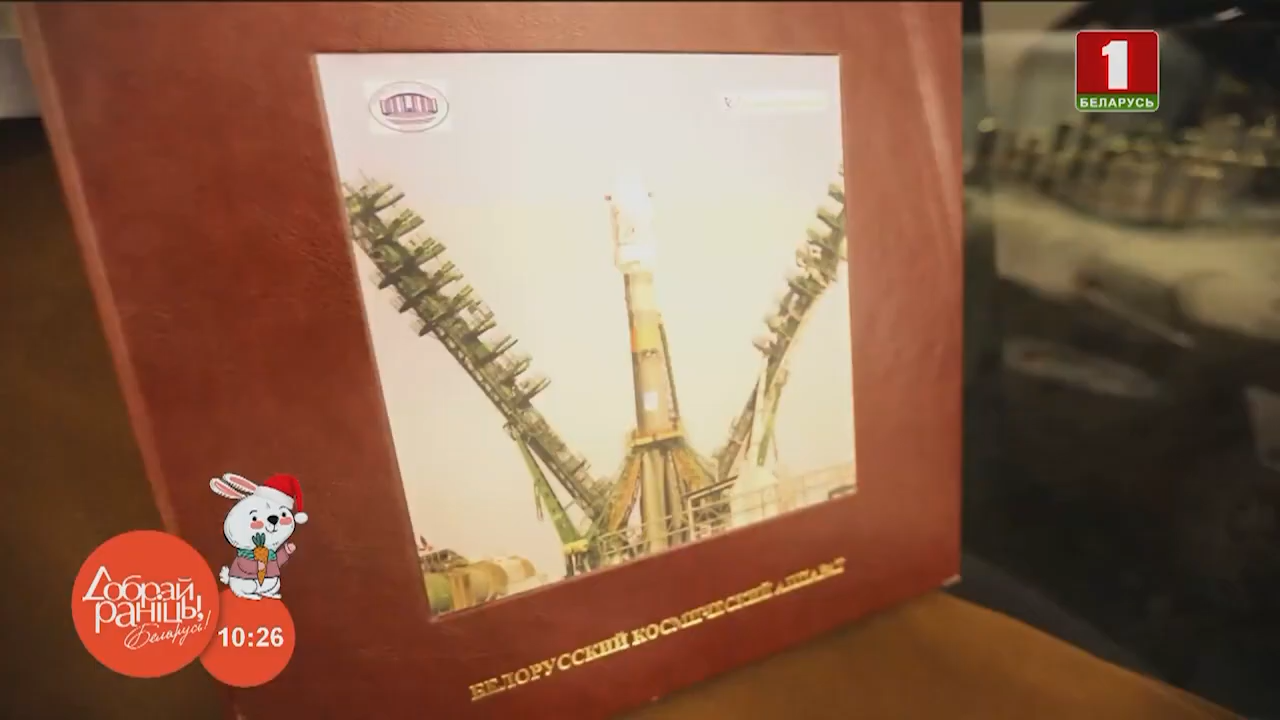 1
БЕЛАРУСЬ
Добрай
раніцы,
Беларусь!
10:26
БЕЛОРУССКИЙ КОСМИЧЕСКИЙ АППАРАТ